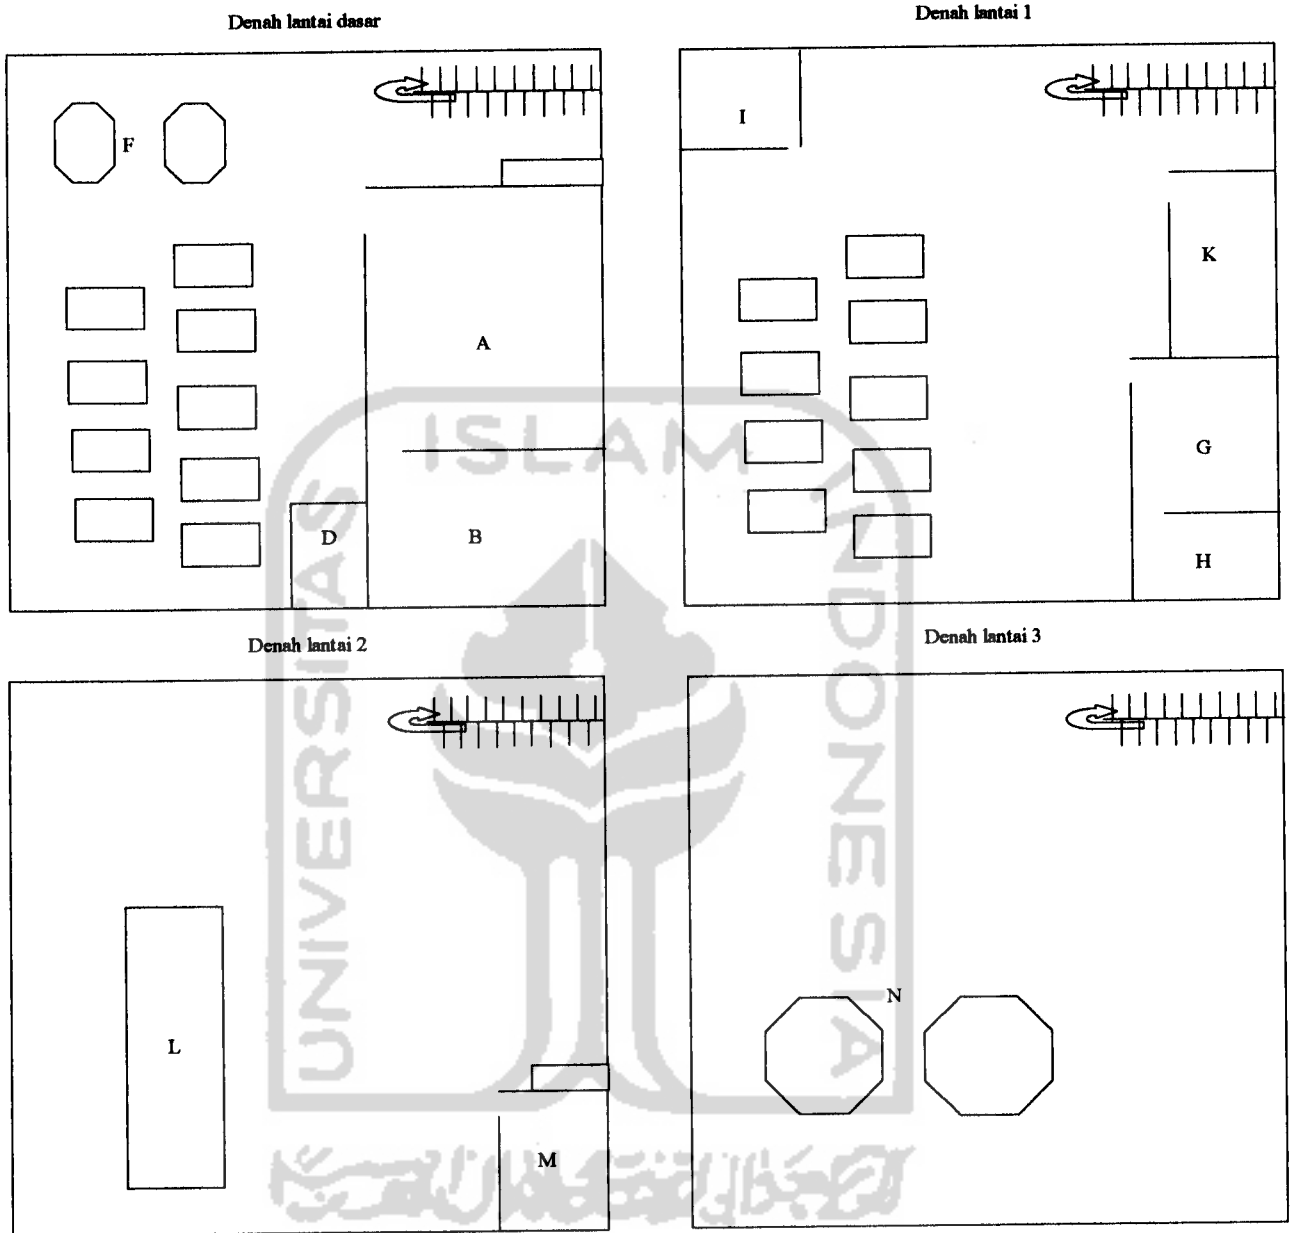 Denah lantai dasar
Denah lantai 1
F
A
D
B
I
K
G
H
Denah lantai 2
Denah lantai 3
L
M
N
UNIVERSITAS
ISLAM
INDONESIA